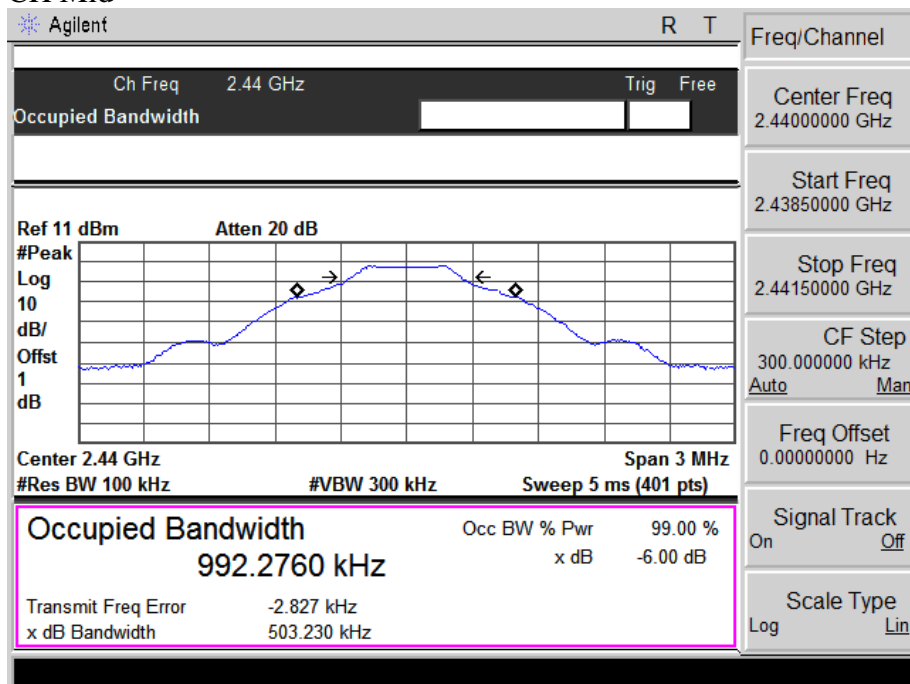 CH Mid
Agilent R T
Freq/Channel
Ch Freq 2.44 GHz Trig Free
Occupied Bandwidth
Center Freq
2.44000000 GHz
Start Freq
2.43850000 GHz
Ref 11 dBm Atten 20 dB
#Peak
Log
10
dB/
Offst
1
dB
Stop Freq
2.44150000 GHz
CF Step
300.000000 kHz
Auto Man
Center 2.44 GHz Span 3 MHz
#Res BW 100 kHz #VBW 300 kHz Sweep 5 ms (401 pts)
Freq Offset
0.00000000 Hz
Occupied Bandwidth Occ BW % Pwr 99.00 %
992.2760 kHz x dB -6.00 dB
Transmit Freq Error -2.827 kHz
x dB Bandwidth 503.230 kHz
Signal Track
On Off
Scale Type
Log Lin